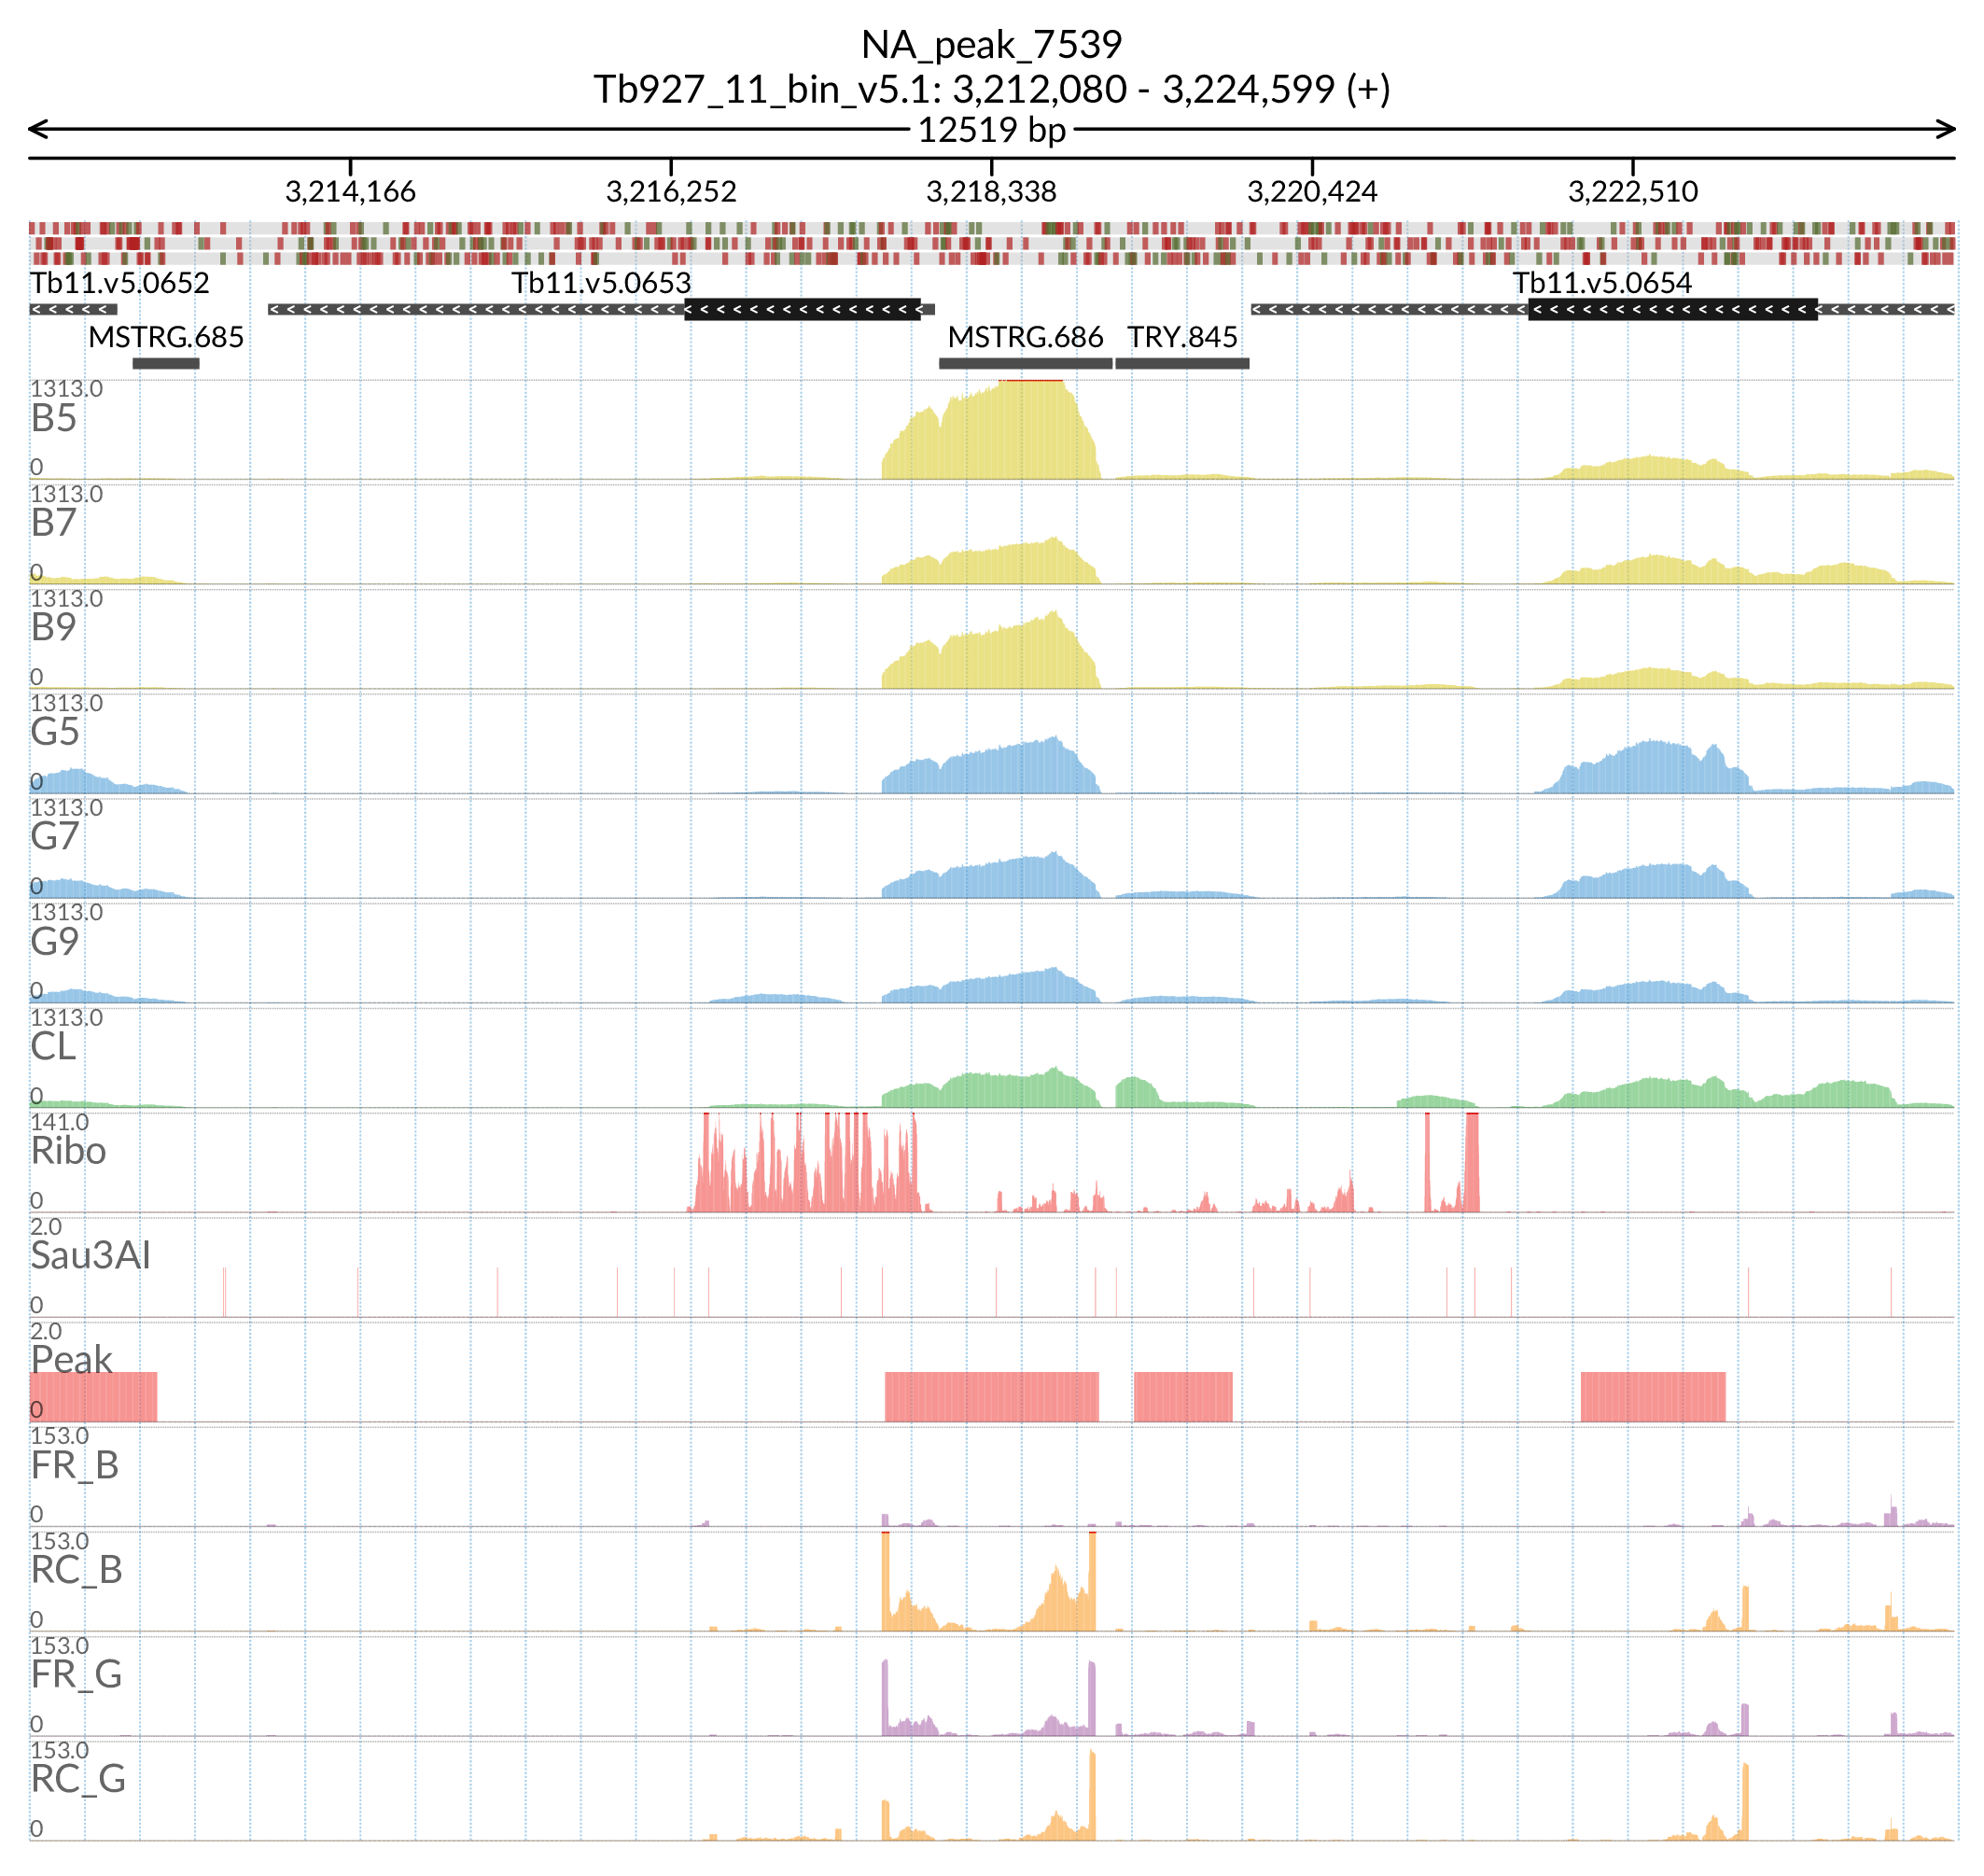 NA_peak_7539
Tb927_11_bin_v5.1: 3,212,080 - 3,224,599 (+)
12519 bp
3,214,166 3,216,252 3,218,338 3,220,424 3,222,510
Tb11.v5.0652 Tb11.v5.0653 Tb11.v5.0654
MSTRG.685 MSTRG.686 TRY.845
1313.0
B5
0
1313.0
B7
0
1313.0
B9
0
1313.0
G5
0
1313.0
G7
0
1313.0
G9
0
1313.0
CL
0
141.0
Ribo
0
2.0
Sau3AI
0
2.0
Peak
0
153.0
FR_B
0
153.0
RC_B
0
153.0
FR_G
0
153.0
RC_G
0